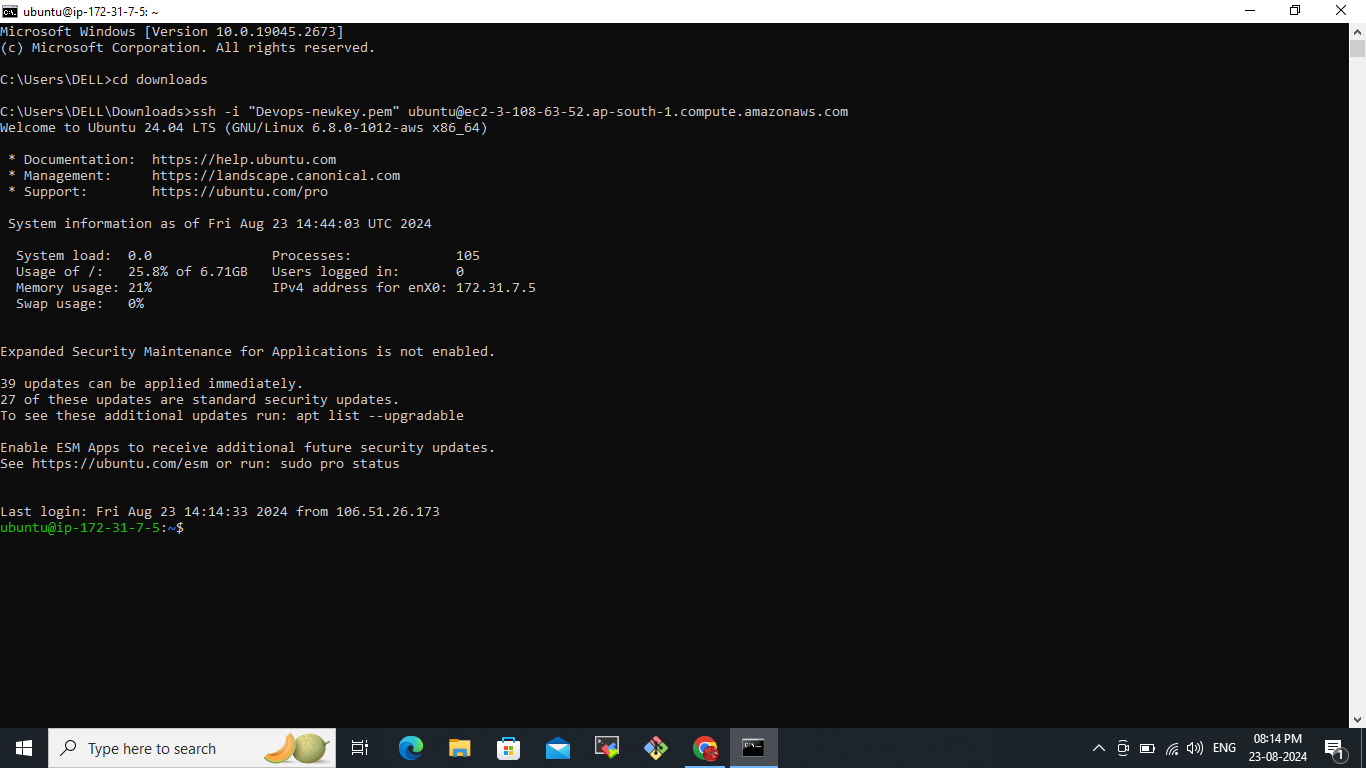 ubuntu@ip-172-31-7-5: ~
Microsoft Windows [Version 10.0.19045.2673]
(c) Microsoft Corporation. All rights reserved.
C:\Users\DELL>cd downloads
C:\Users\DELL\Downloads>ssh -i "Devops-newkey.pem" ubuntu@ec2-3-108-63-52.ap-south-1.compute.amazonaws.com
Welcome to Ubuntu 24.04 LTS (GNU/Linux 6.8.0-1012-aws x86_64)
* Documentation:  https://help.ubuntu.com
* Management:     https://landscape.canonical.com
* Support:        https://ubuntu.com/pro
System information as of Fri Aug 23 14:44:03 UTC 2024
System load:  0.0               Processes:             105
Usage of /:   25.8% of 6.71GB   Users logged in:       0
Memory usage: 21%               IPv4 address for enX0: 172.31.7.5
Swap usage:   0%
Expanded Security Maintenance for Applications is not enabled.
39 updates can be applied immediately.
27 of these updates are standard security updates.
To see these additional updates run: apt list --upgradable
Enable ESM Apps to receive additional future security updates.
See https://ubuntu.com/esm or run: sudo pro status
Last login: Fri Aug 23 14:14:33 2024 from 106.51.26.173
ubuntu@ip-172-31-7-5:~$
Type here to search
ENG
08:14 PM
23-08-2024
1